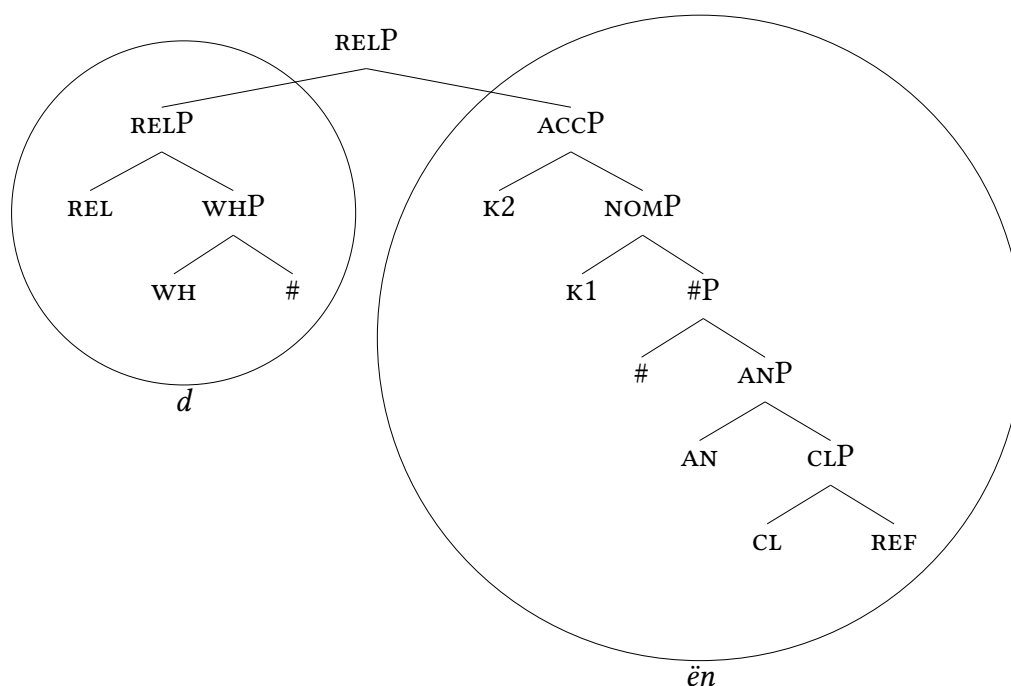 RELP
RELP ACCP
REL WHP K2 NOMP
WH # K1 #P
# ANP
d
AN CLP
CL REF
ën